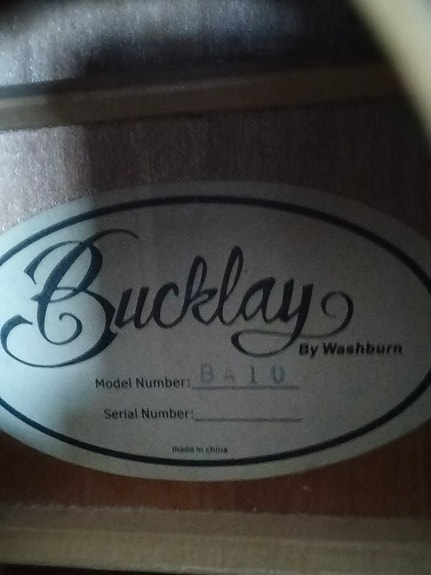 Bucklay
By Washburn
Model Number: BA10
Serial Number:
made in china